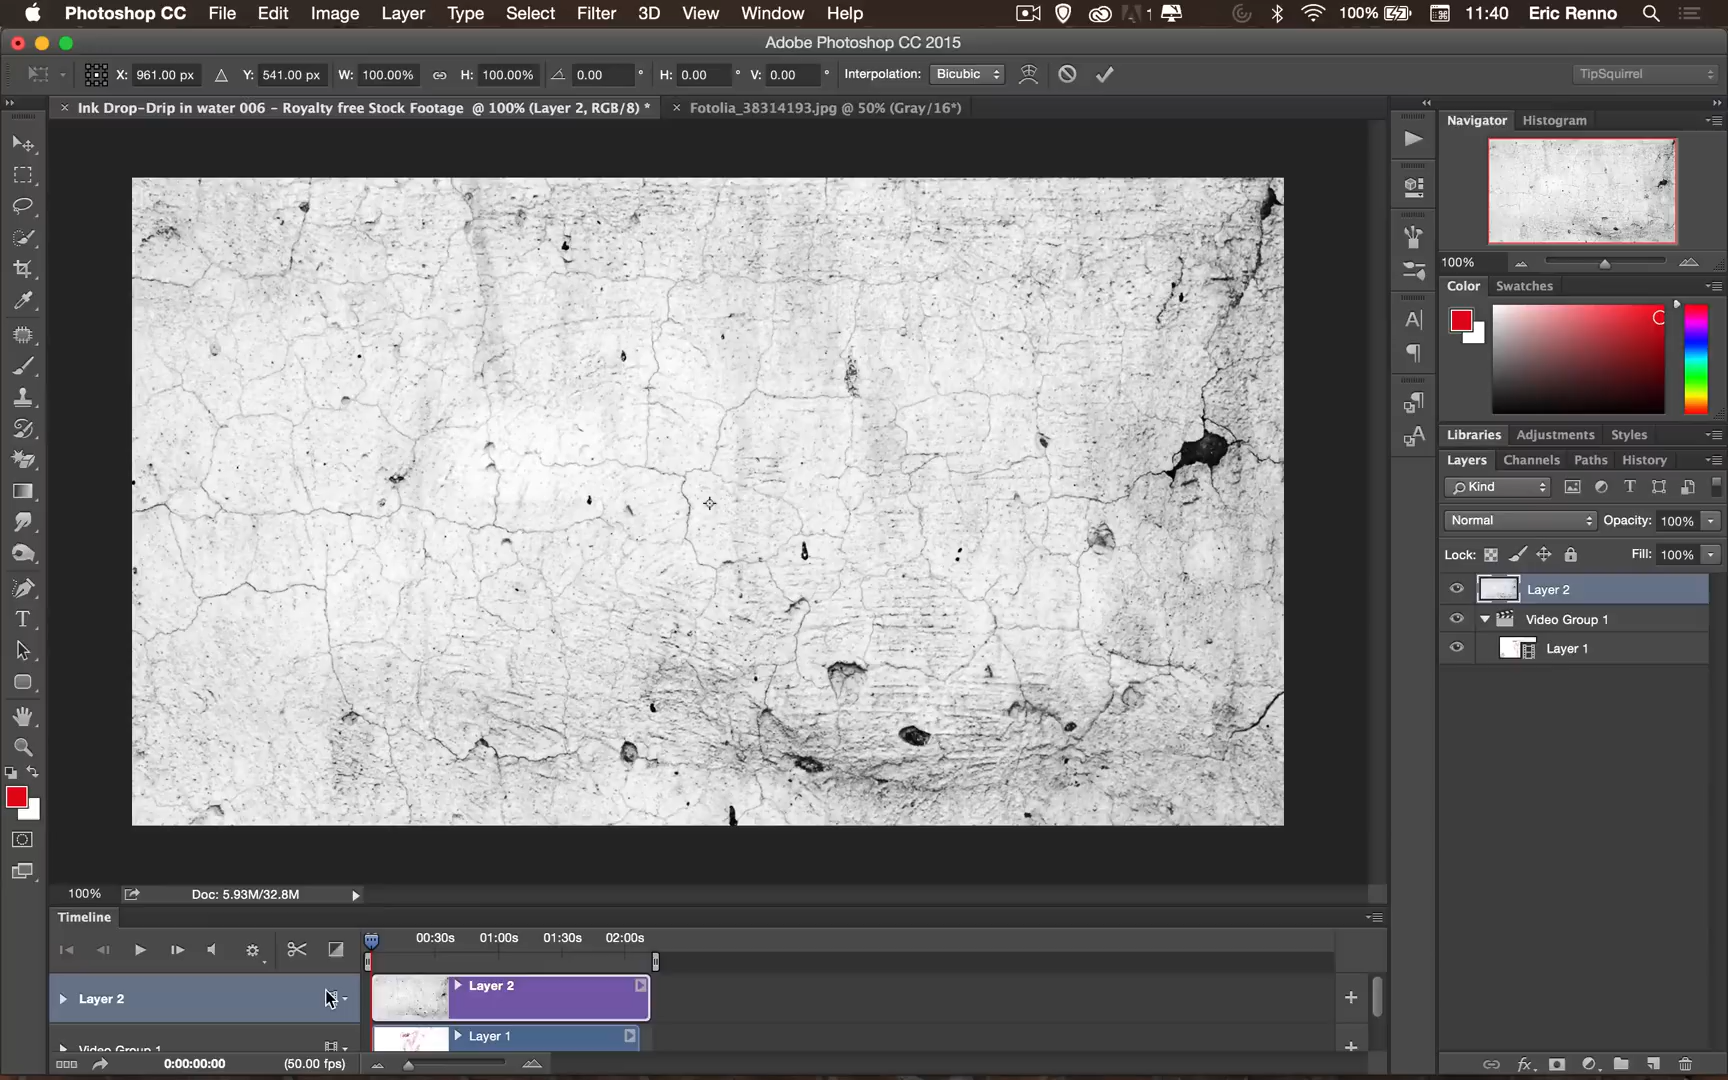 Photoshop CC File Edit Image Layer Type Select Filter 3D View Window Help 1 100% 11:40 Eric Renno
Adobe Photoshop CC 2015
X: 961.00 px Y: 541.00 px W: 100.00% H: 100.00% 0.00 ° H: 0.00 ° V: 0.00 ° Interpolation: Bicubic TipSquirrel
Ink Drop-Drip in water 006 - Royalty free Stock Footage @ 100% (Layer 2, RGB/8) * Fotolia_38314193.jpg @ 50% (Gray/16*)
Navigator Histogram
100%
Color Swatches
Libraries Adjustments Styles
Layers Channels Paths History
Kind
Normal Opacity: 100%
Lock: Fill: 100%
Layer 2
Video Group 1
Layer 1
100% Doc: 5.93M/32.8M
Timeline
00:30s 01:00s 01:30s 02:00s
Layer 2 Layer 2
Video Group 1 Layer 1
0:00:00:00 (50.00 fps)